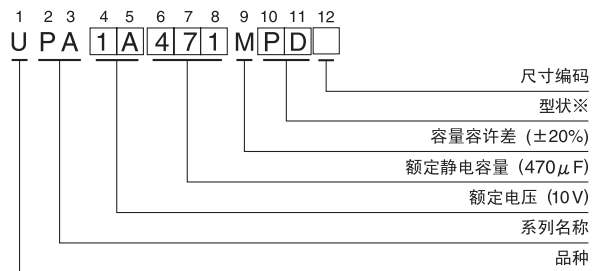 1 2 3 4 5 6 7 8 9 10 11 12
U P A 1 A 4 7 1 M P D
尺寸编码
型状※
容量容许差 (±20%)
额定静电容量 (470μF)
额定电压 (10V)
系列名称
品种